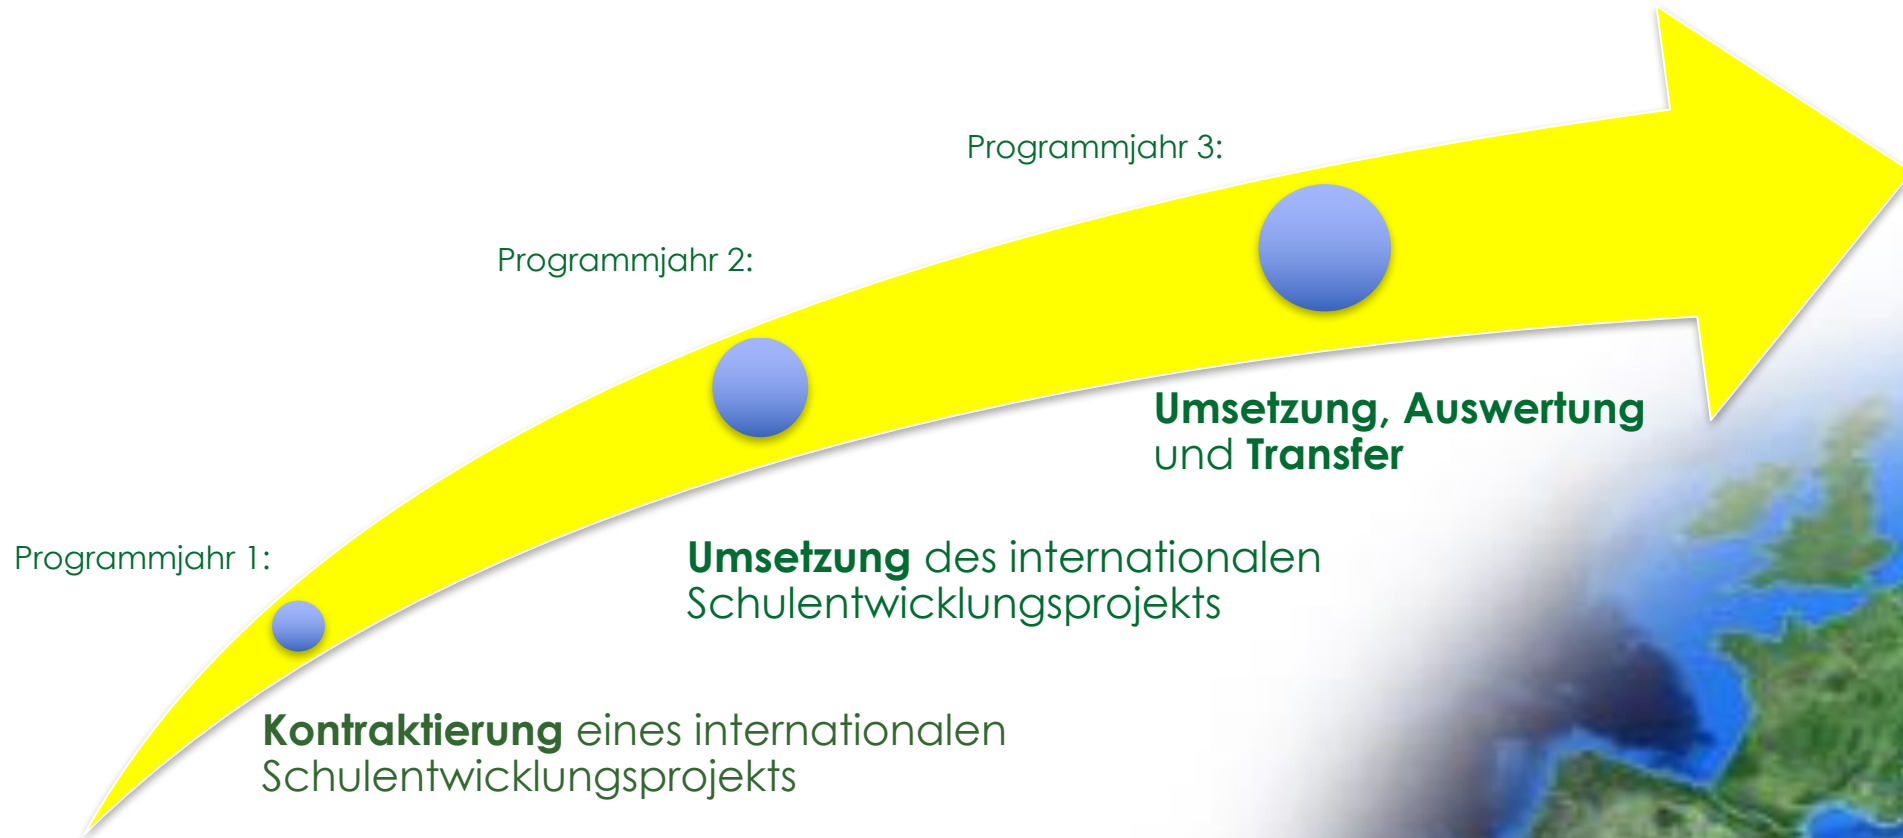 Programmjahr 1:
Kontraktierung eines internationalen
Schulentwicklungsprojekts
Programmjahr 2:
Umsetzung des internationalen
Schulentwicklungsprojekts
Programmjahr 3:
Umsetzung, Auswertung
und Transfer